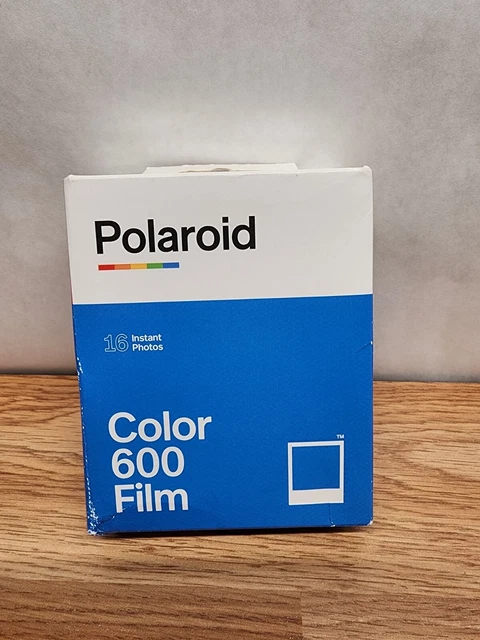 Polaroid
16 Instant
Photos
Color
600
Film
TM